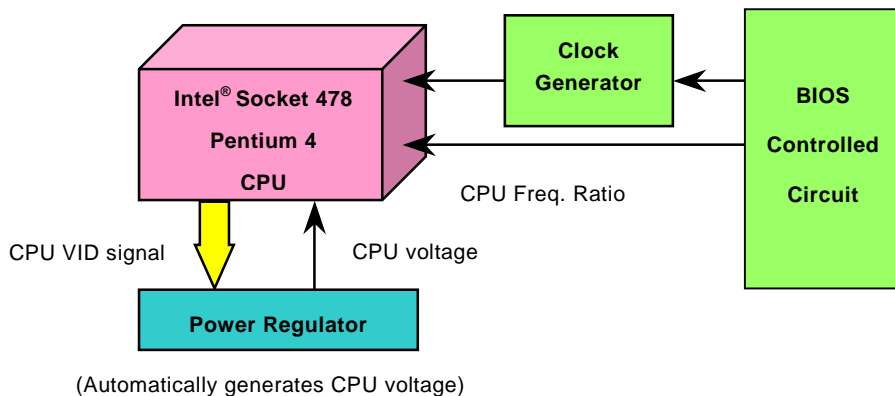 Intel® Socket 478
Pentium 4
CPU
Clock
Generator
BIOS
Controlled
Circuit
CPU Freq. Ratio
CPU VID signal
CPU voltage
Power Regulator
(Automatically generates CPU voltage)